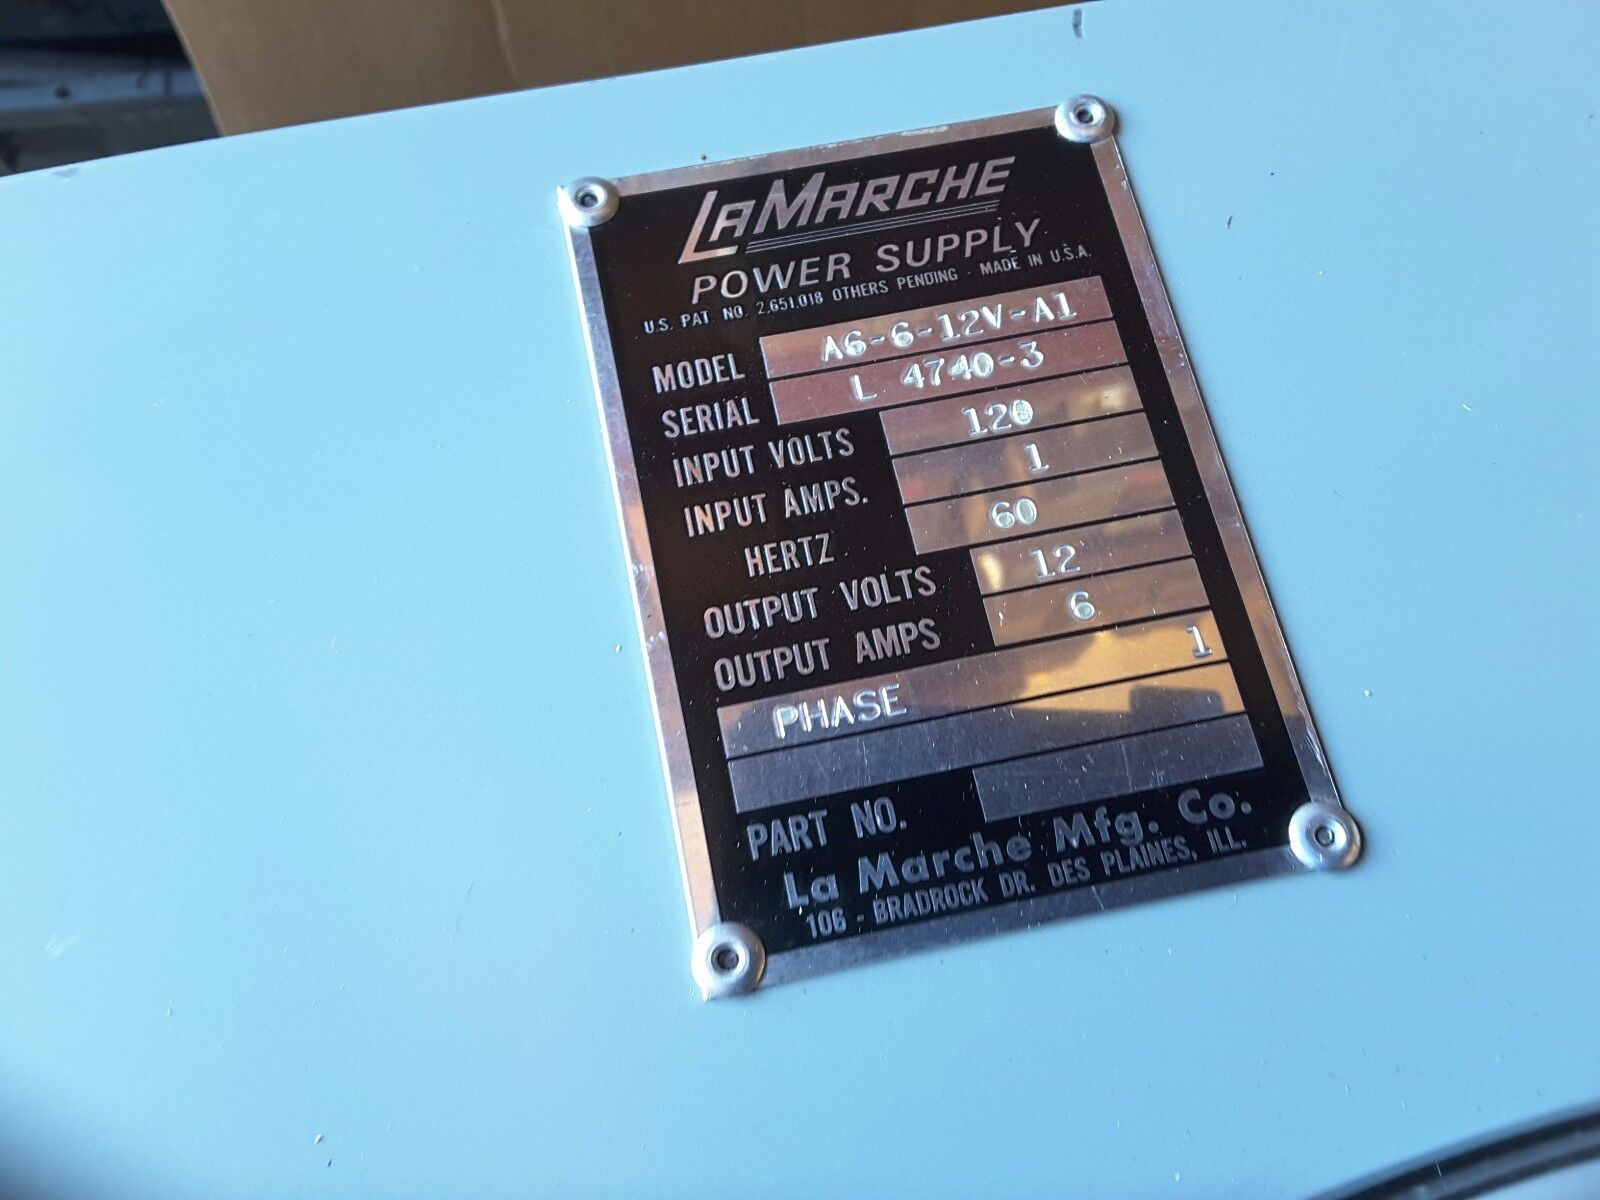 LAMARCHE
POWER SUPPLY
U.S. PAT. NO. 2,651,018 OTHERS PENDING - MADE IN U.S.A.
MODEL A6-6-12V-A1
SERIAL L 4740-3
INPUT VOLTS 120
INPUT AMPS. 1
HERTZ 60
OUTPUT VOLTS 12
OUTPUT AMPS 6
PHASE 1
PART NO.
La Marche Mfg. Co.
106 - BRADROCK DR. DES PLAINES, ILL.